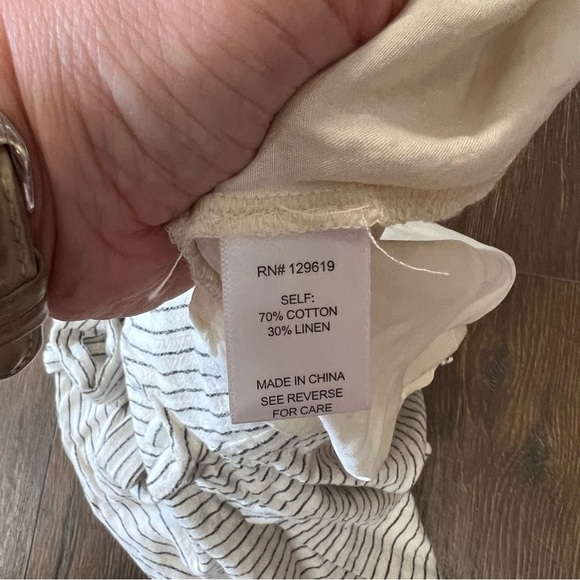 RN# 129619
SELF:
70% COTTON
30% LINEN
MADE IN CHINA
SEE REVERSE
FOR CARE